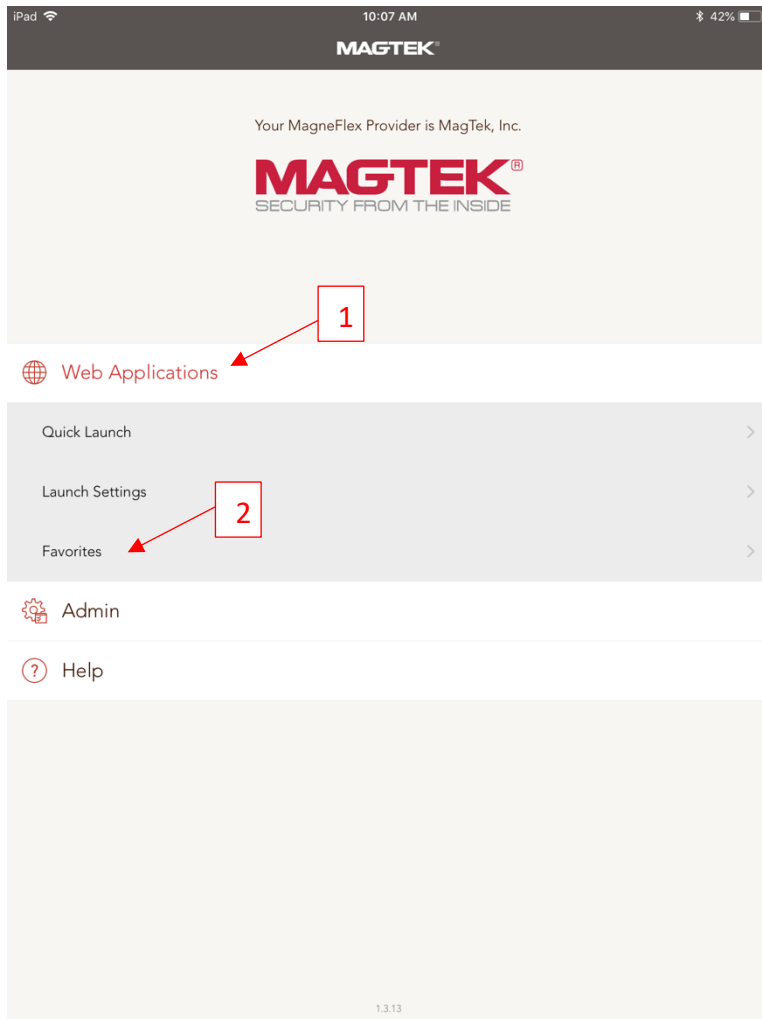 iPad 10:07 AM 42%
MAGTEK®
Your MagneFlex Provider is MagTek, Inc.
MAGTEK®
SECURITY FROM THE INSIDE
1
Web Applications
Quick Launch
Launch Settings
2
Favorites
Admin
? Help
1.3.13